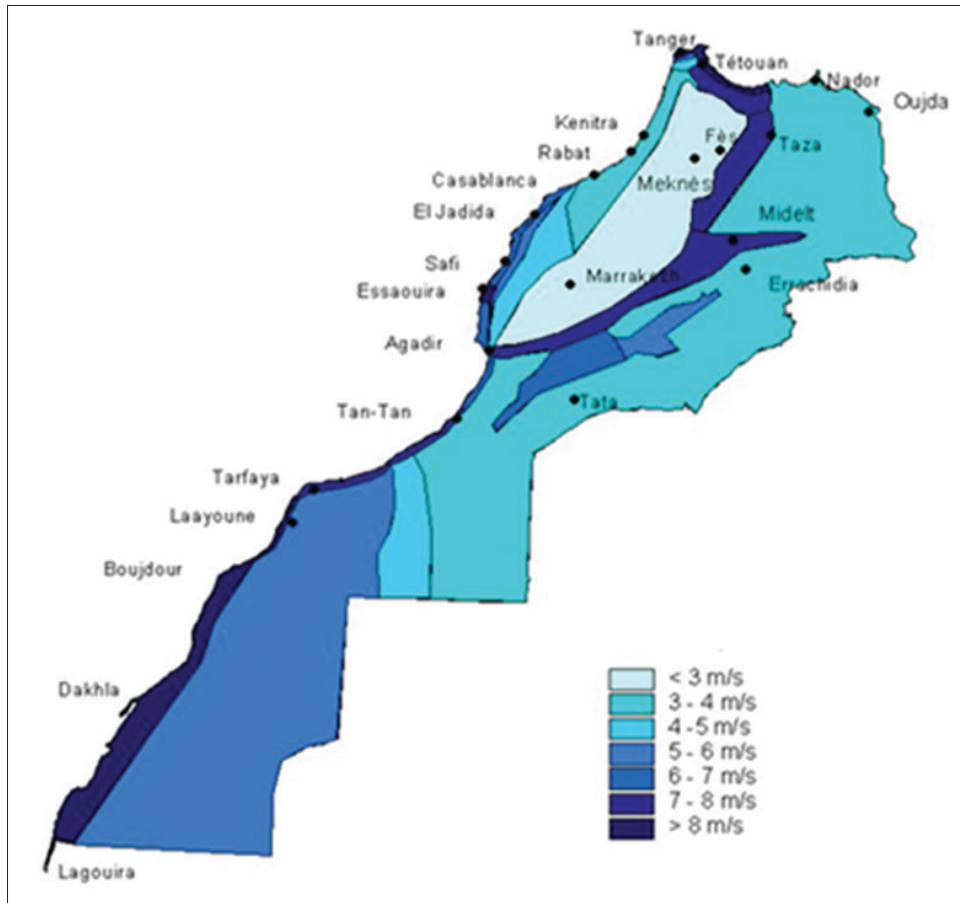 Tanger
Tétouan
Nador
Oujda
Kenitra
Fès
Rabat
Taza
Casablanca
Meknès
El Jadida
Midelt
Safi
Marrakech
Errachidia
Essaouira
Agadir
Tata
Tan-Tan
Tarfaya
Laayoune
Boujdour
Dakhla
Lagouira
< 3 m/s
3 - 4 m/s
4 -5 m/s
5 - 6 m/s
6 - 7 m/s
7 - 8 m/s
> 8 m/s